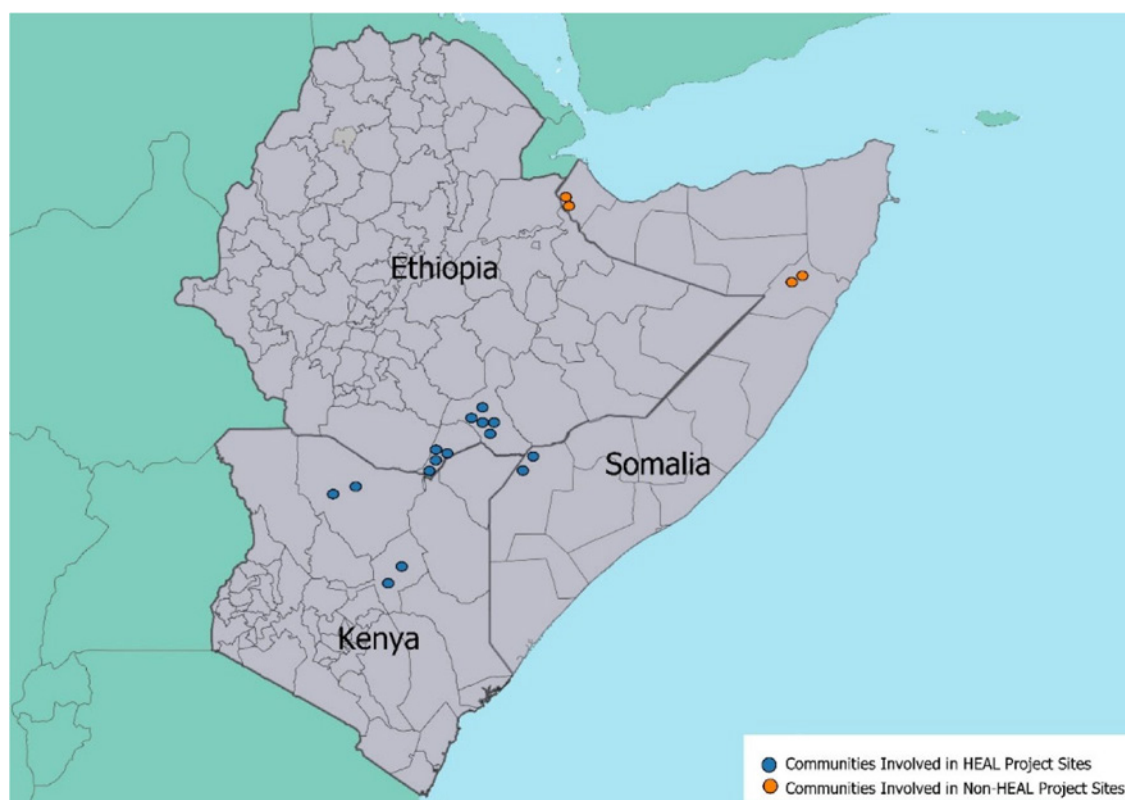 Ethiopia
Somalia
Kenya
Communities Involved in HEAL Project Sites
Communities Involved in Non-HEAL Project Sites